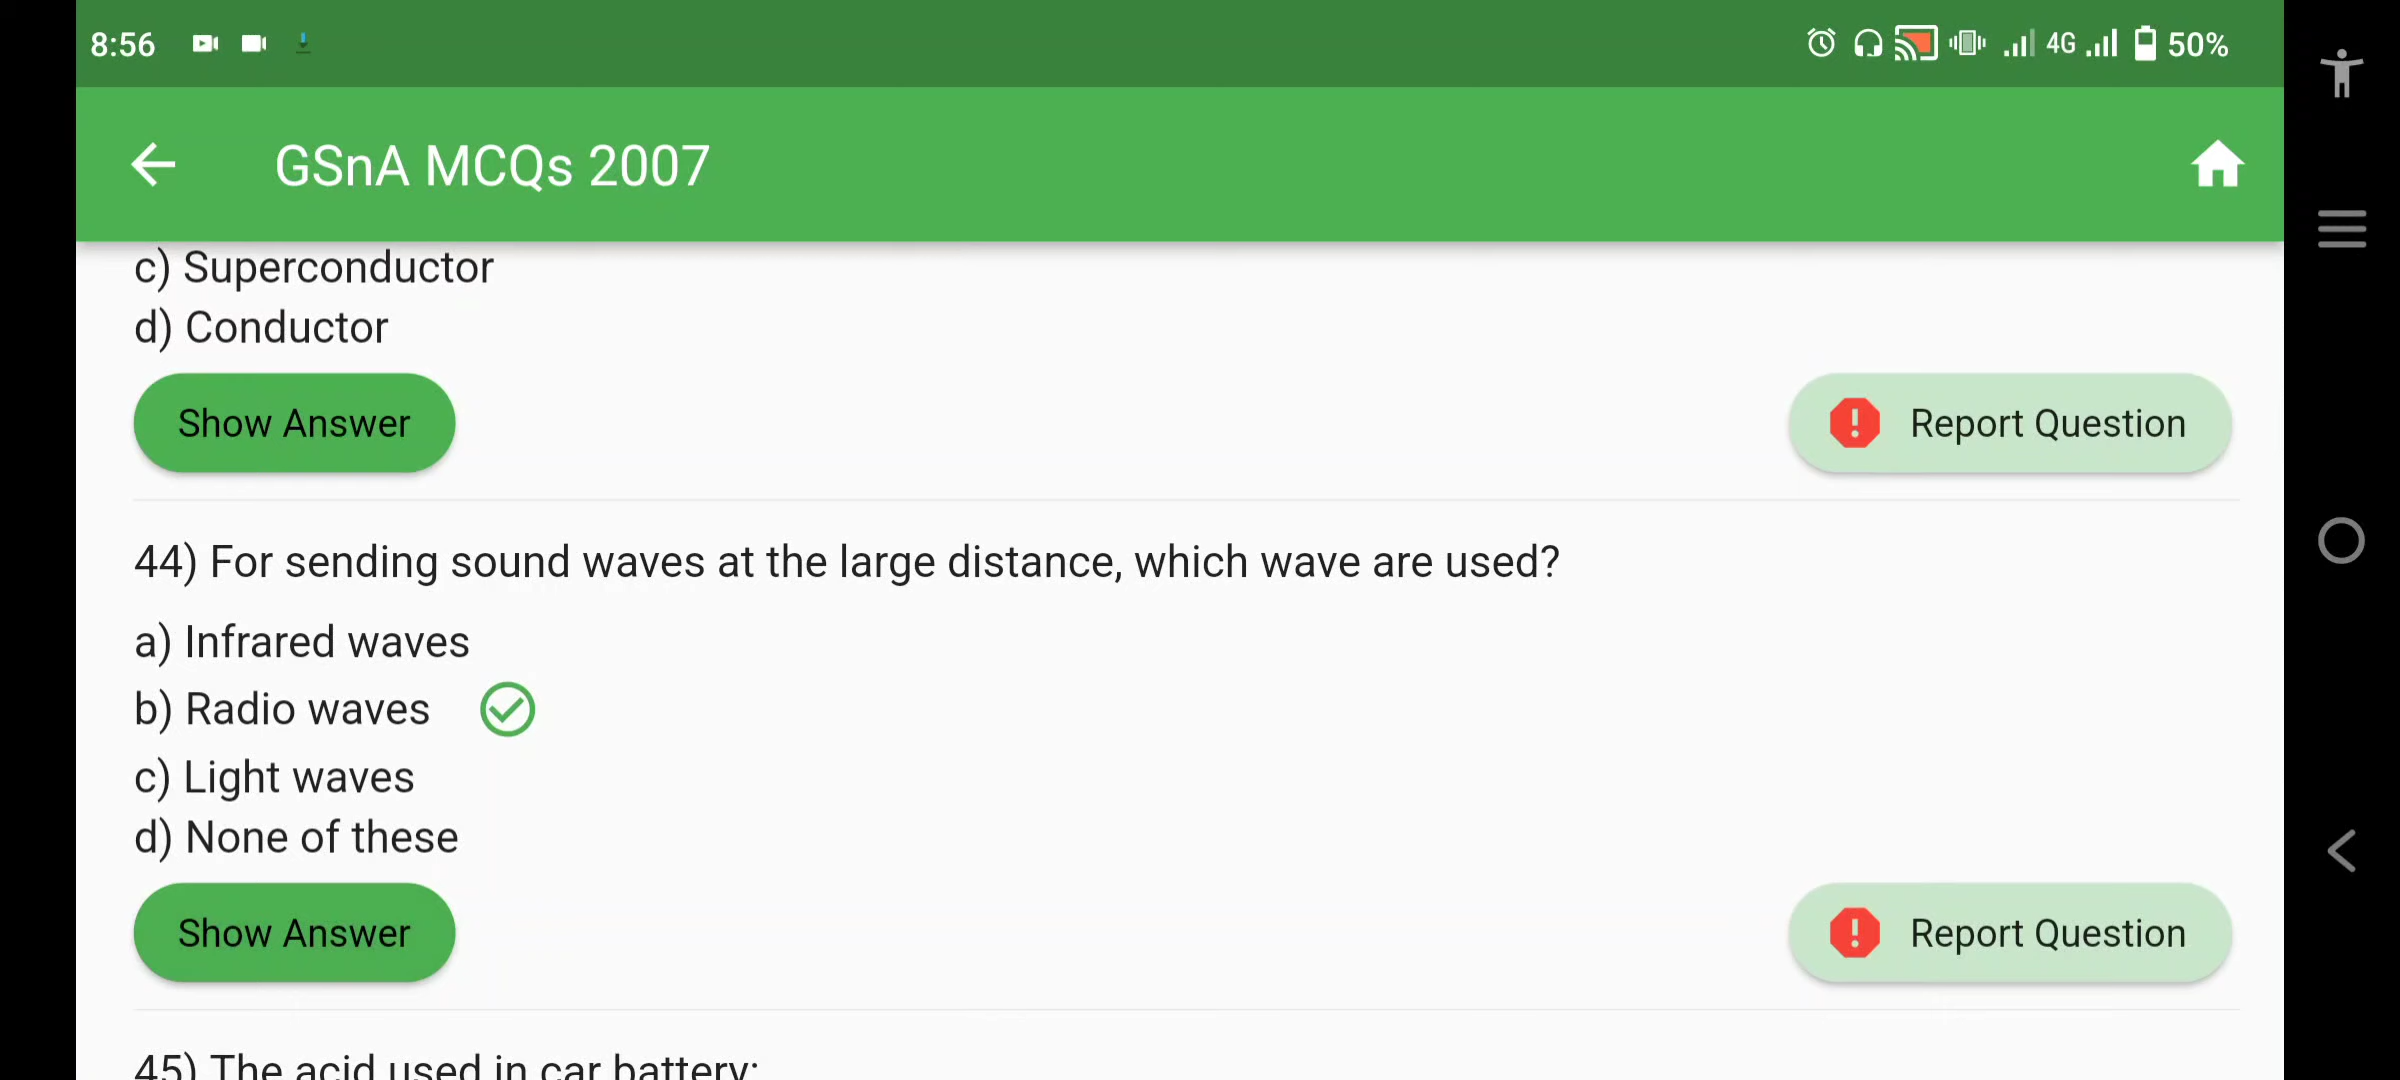 8:56 4G 50%
GSnA MCQs 2007
c) Superconductor
d) Conductor
Show Answer Report Question
44) For sending sound waves at the large distance, which wave are used?
a) Infrared waves
b) Radio waves
c) Light waves
d) None of these
Show Answer Report Question
45) The acid used in car battery: